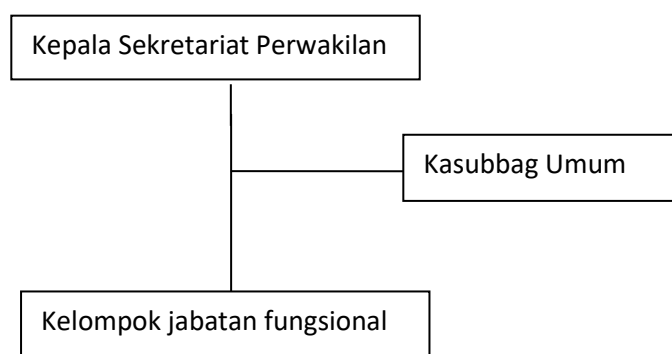 Kepala Sekretariat Perwakilan
Kasubbag Umum
Kelompok jabatan fungsional